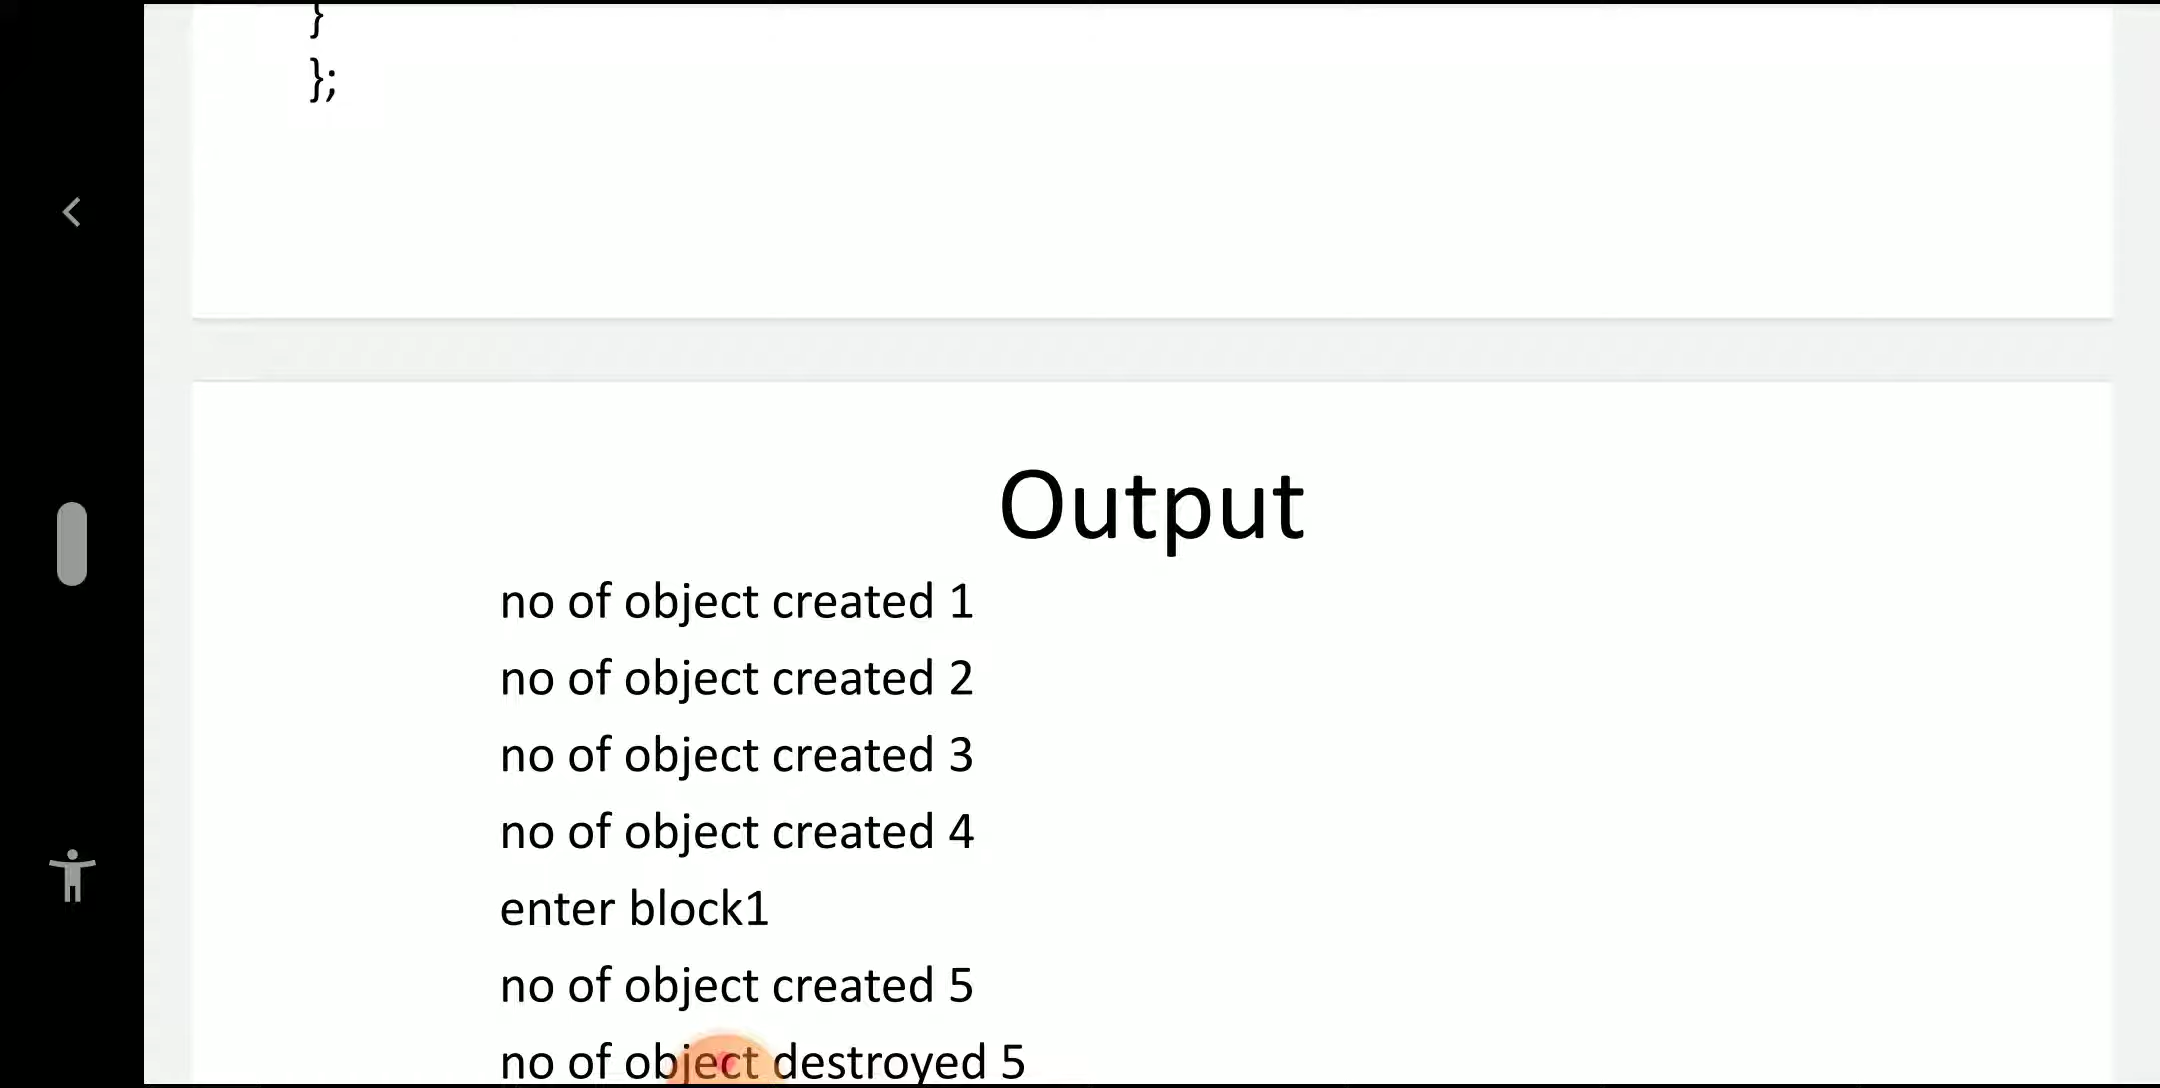 }
};
Output
no of object created 1
no of object created 2
no of object created 3
no of object created 4
enter block1
no of object created 5
no of object destroyed 5